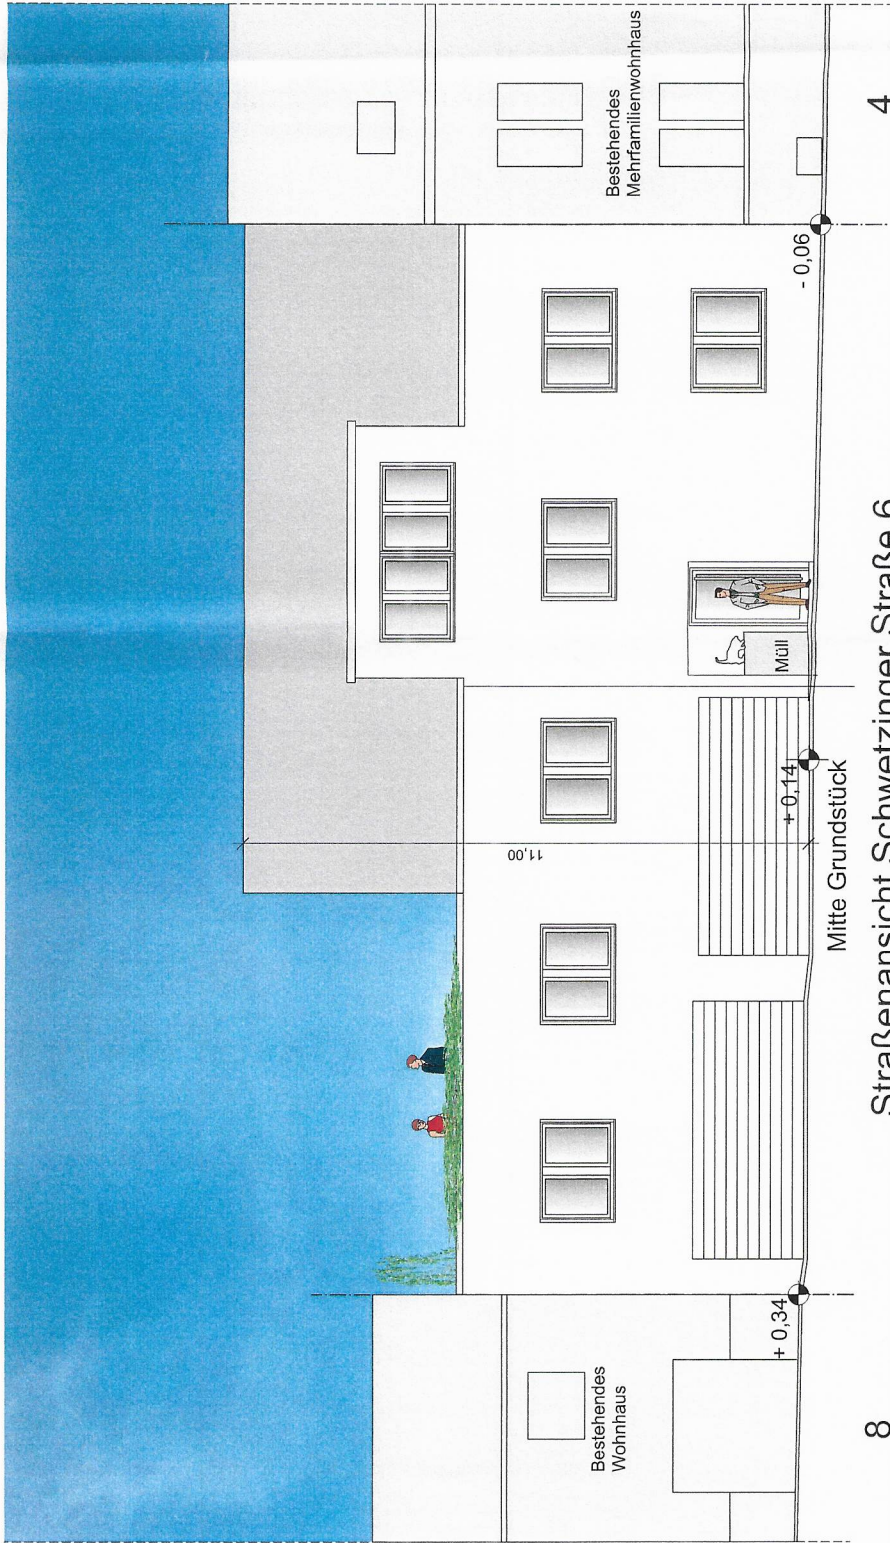 Bestehendes
Wohnhaus
Bestehendes
Mehrfamilienwohnhaus
11,00
Müll
+ 0,34
+ 0,14
- 0,06
Mitte Grundstück
8
Straßenansicht Schwetzinger Straße 6
4